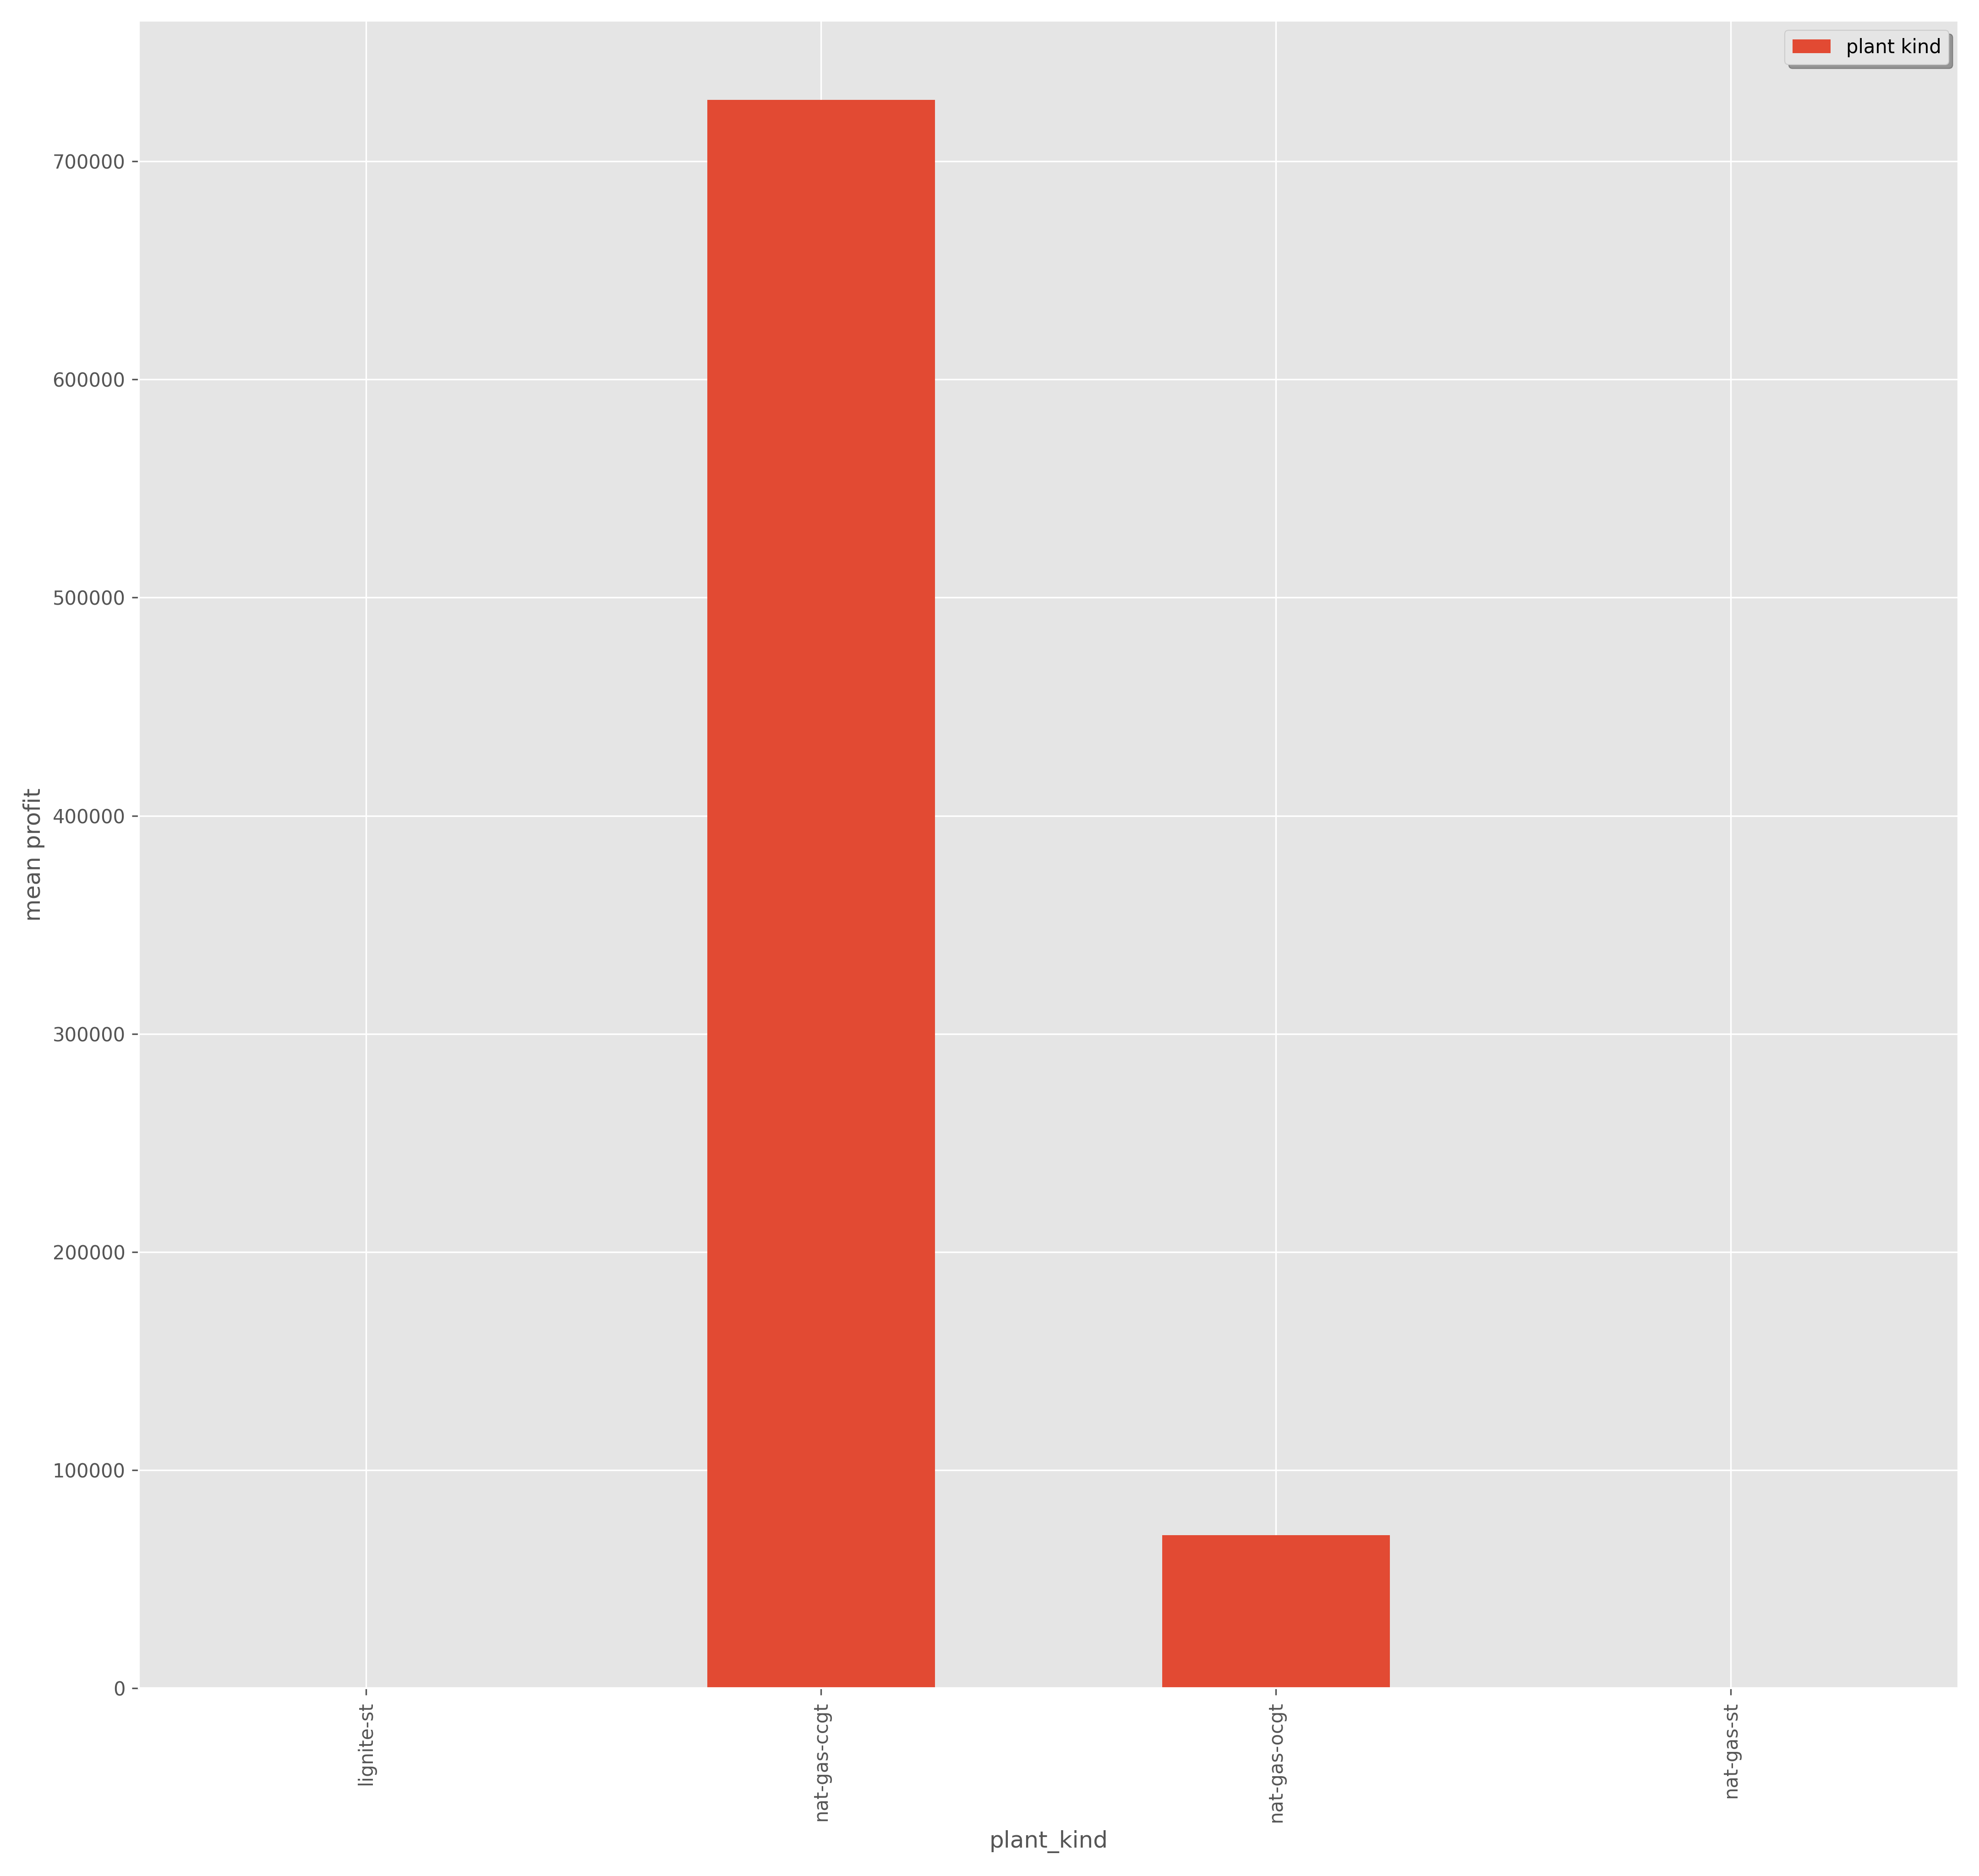 plant kind
700000
600000
500000
400000
300000
200000
100000
0
mean profit
lignite-st
nat-gas-ccgt
nat-gas-ocgt
nat-gas-st
plant_kind